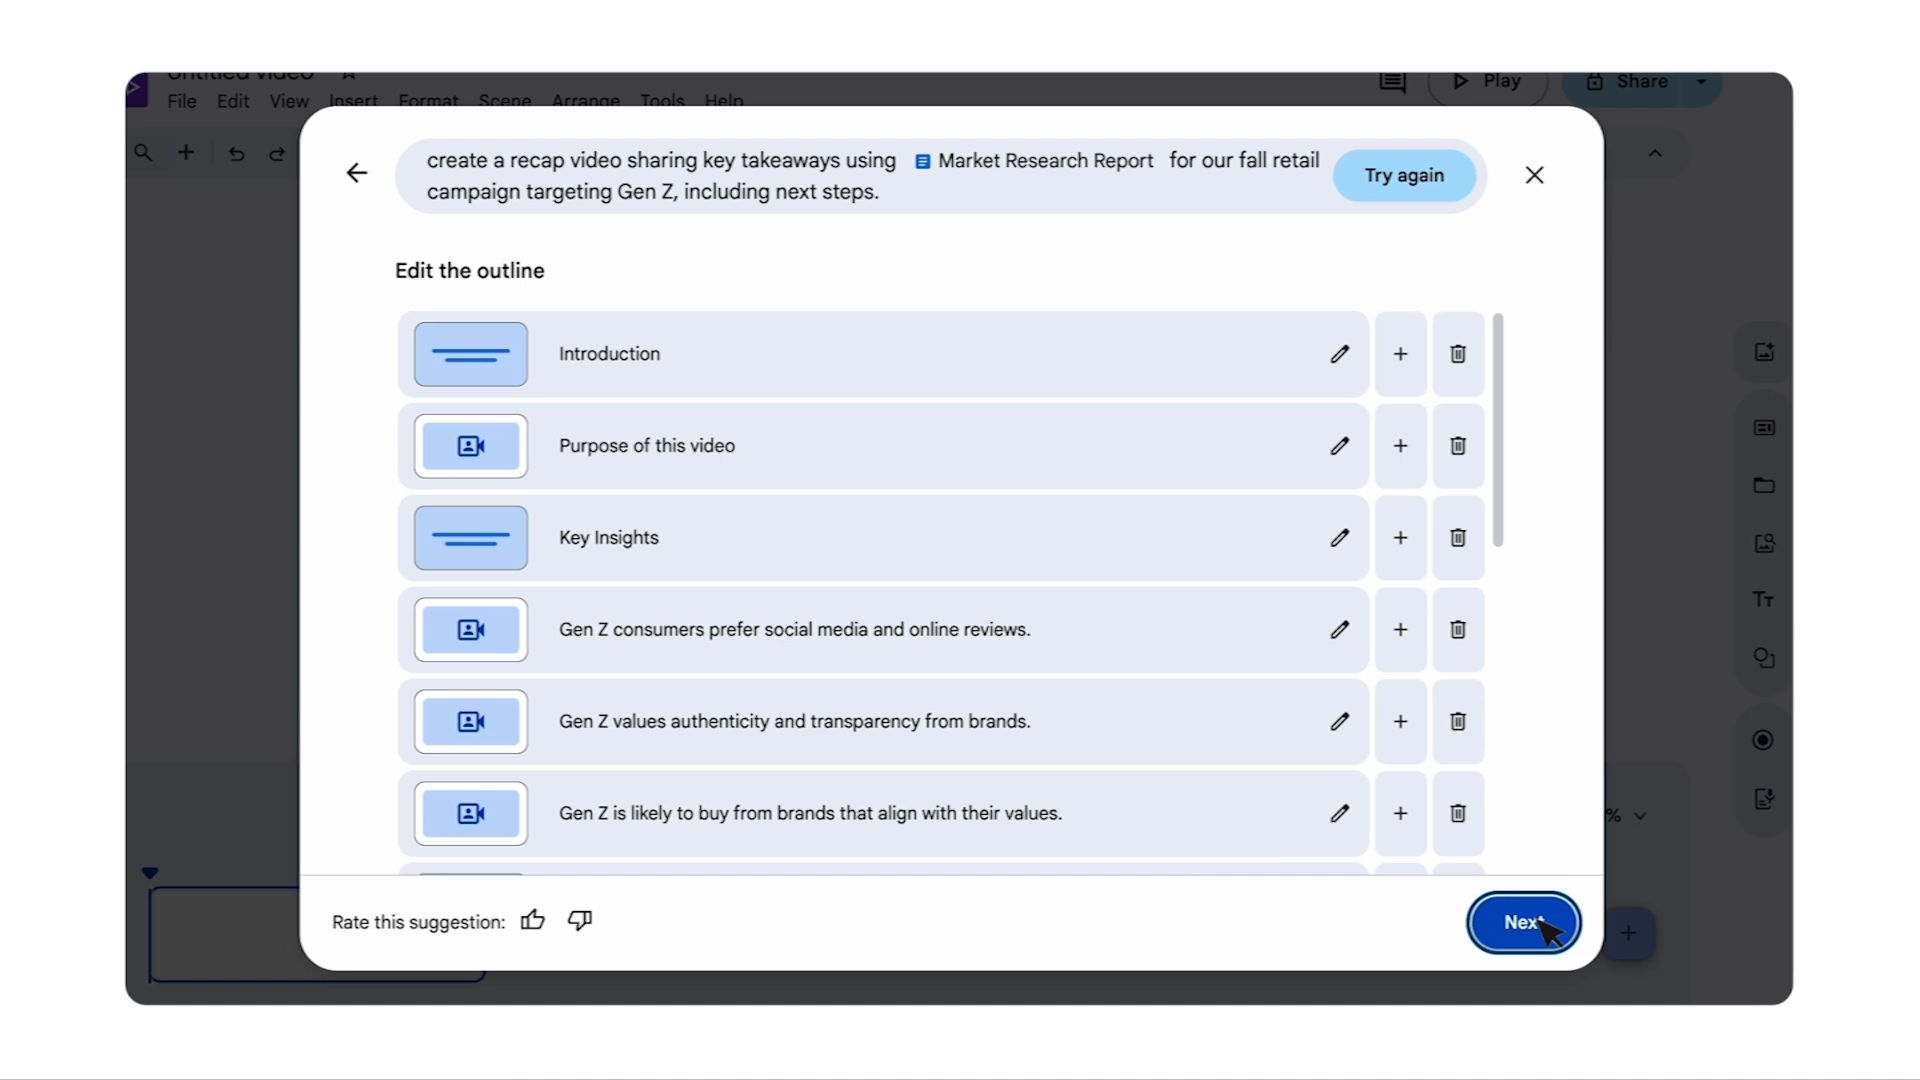 Untitled video
File Edit View Insert Format Scene Arrange Tools Help
Play
Share
create a recap video sharing key takeaways using Market Research Report for our fall retail
campaign targeting Gen Z, including next steps.
Try again
Edit the outline
Introduction
Purpose of this video
Key Insights
Gen Z consumers prefer social media and online reviews.
Gen Z values authenticity and transparency from brands.
Gen Z is likely to buy from brands that align with their values.
%
Rate this suggestion:
Next